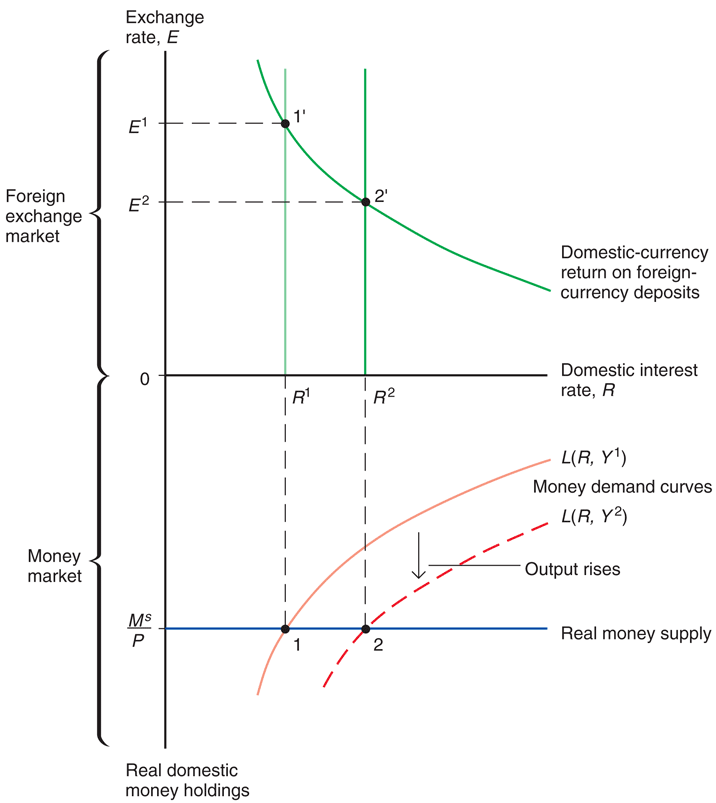 Exchange
rate, E
E¹
1'
E²
2'
Foreign
exchange
market
Domestic-currency
return on foreign-
currency deposits
0
Domestic interest
rate, R
R¹
R²
L(R, Y¹)
Money demand curves
L(R, Y²)
Output rises
Money
market
Mˢ
P
1
2
Real money supply
Real domestic
money holdings